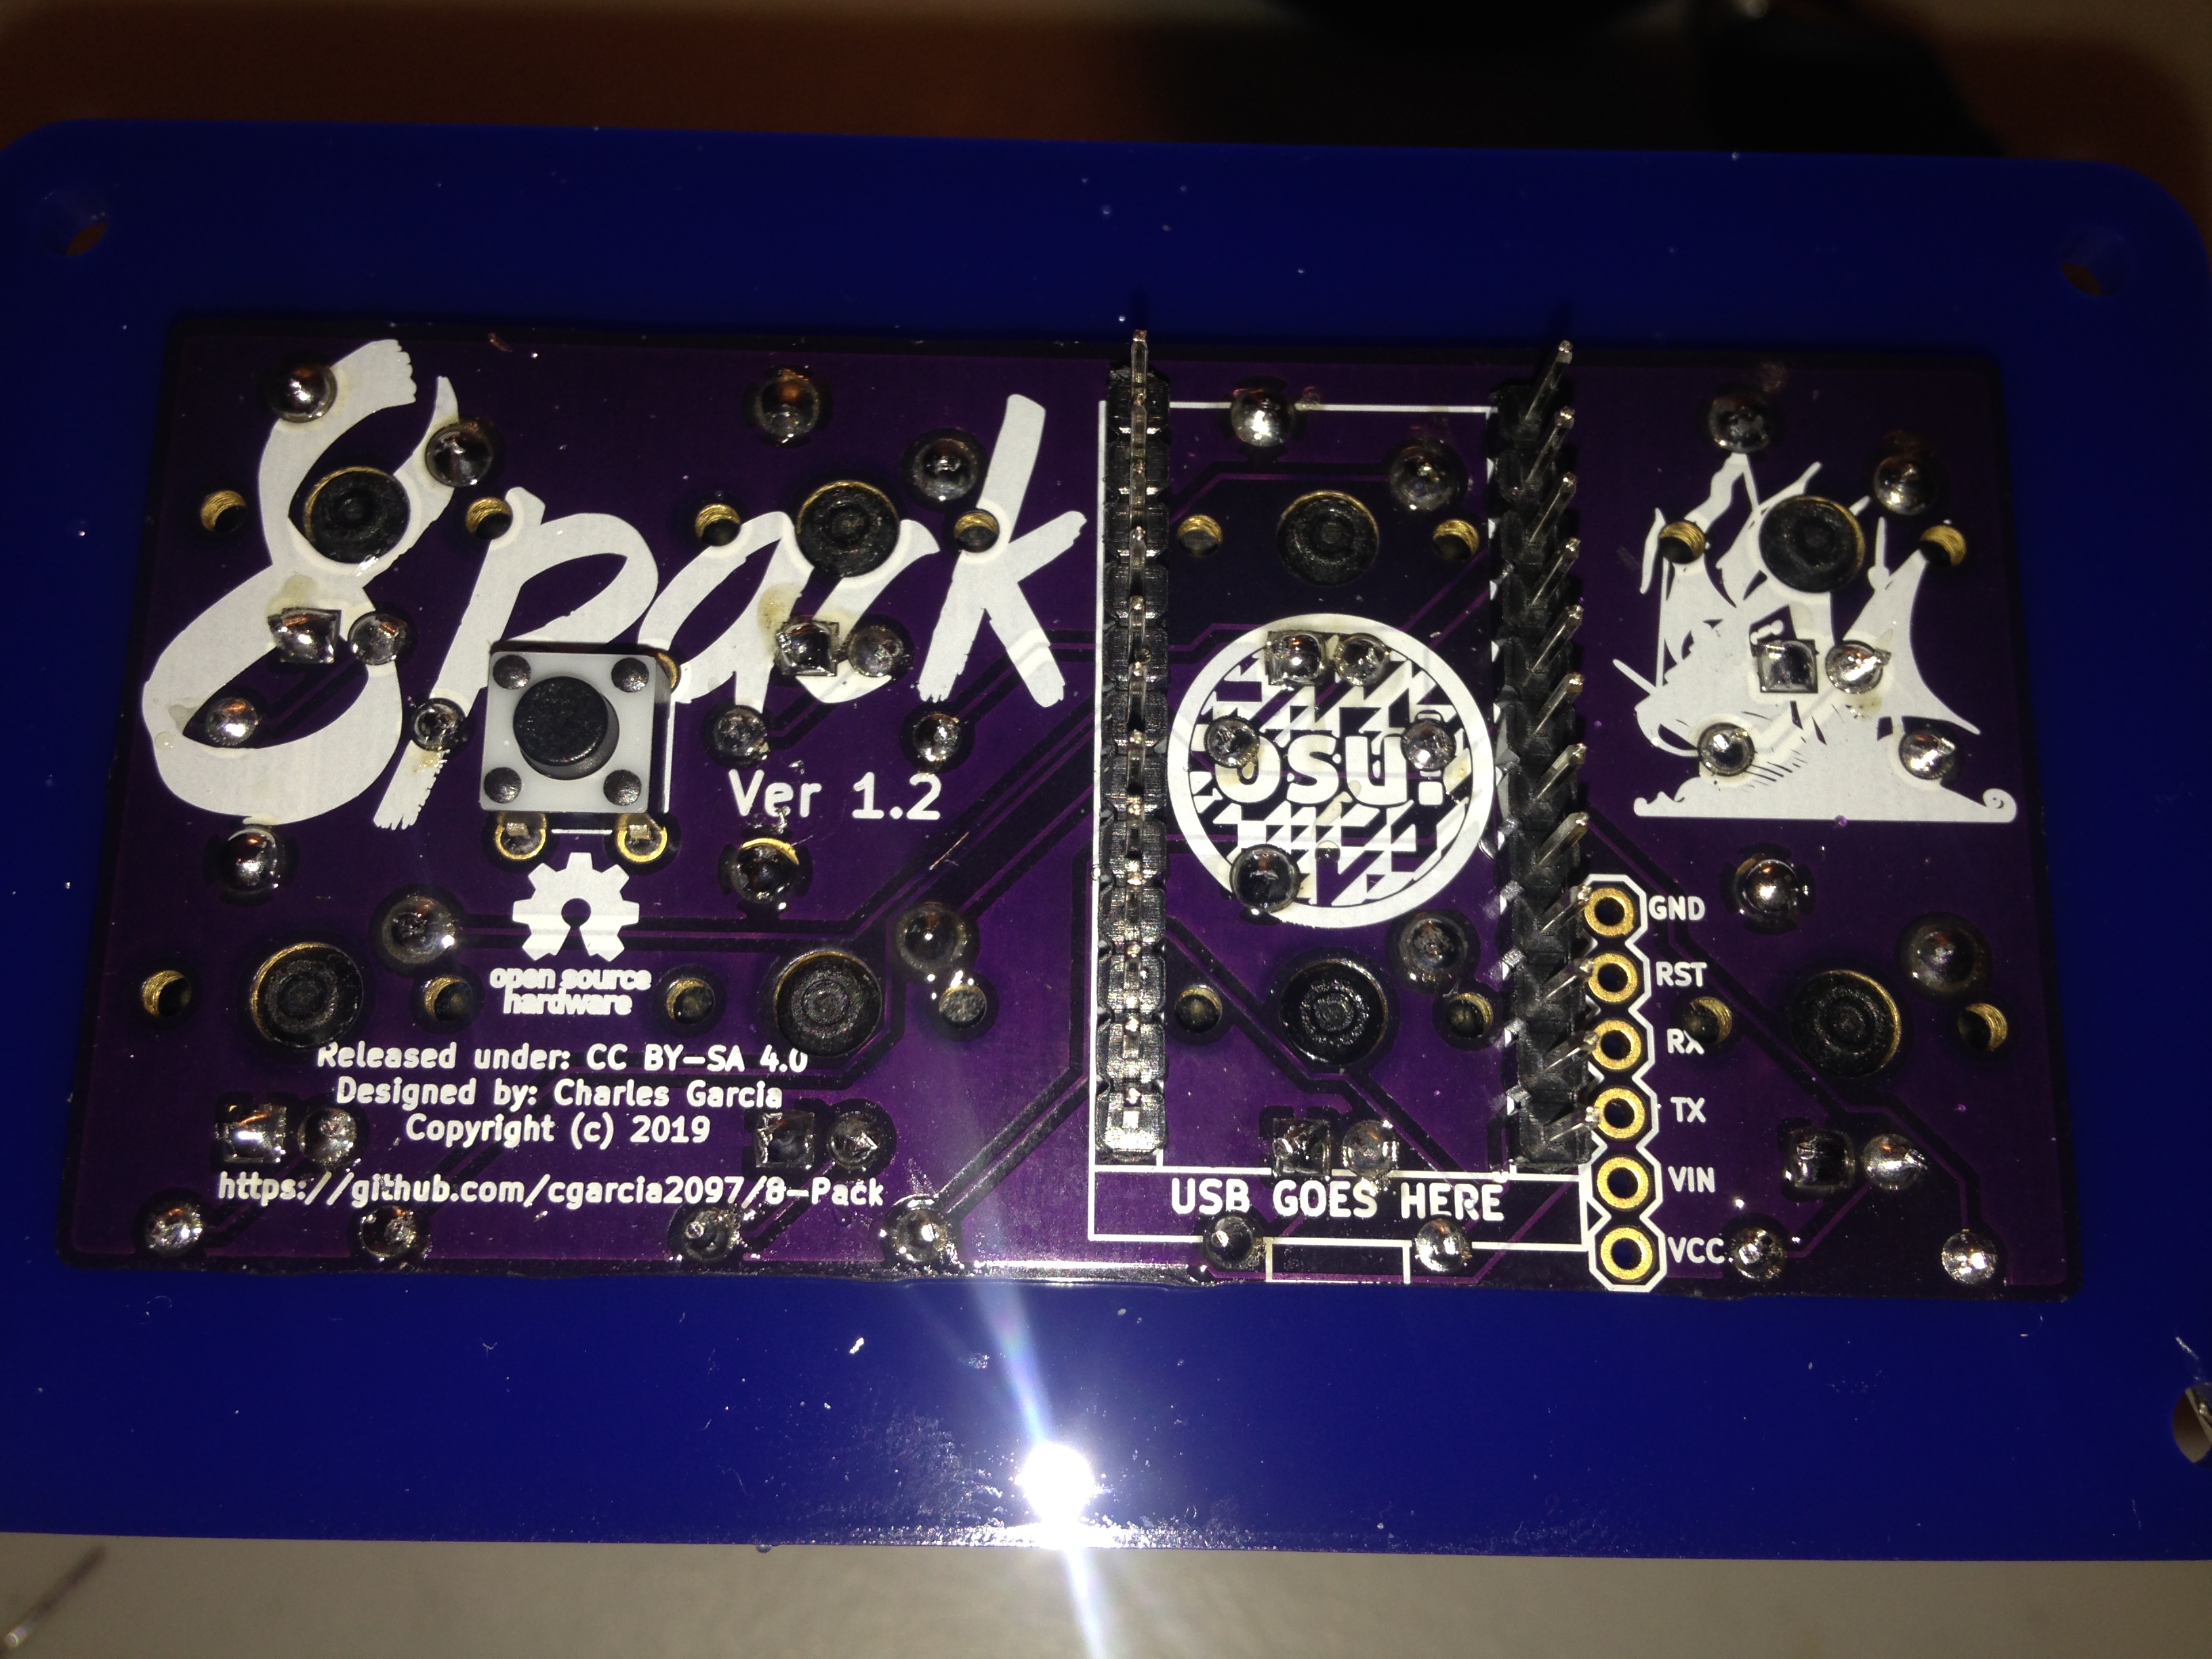 8pack
Ver 1.2
osu!
open source
hardware
Released under: CC BY-SA 4.0
Designed by: Charles Garcia
Copyright (c) 2019
https://github.com/cgarcia2097/8-Pack
USB GOES HERE
GND
RST
RX
TX
VIN
VCC